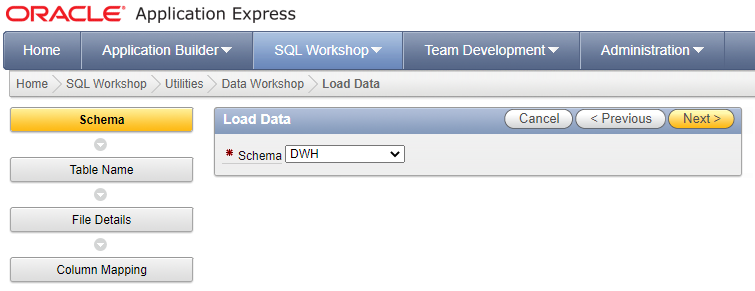 ORACLE® Application Express
Home Application Builder SQL Workshop Team Development Administration
Home SQL Workshop Utilities Data Workshop Load Data
Schema
Table Name
File Details
Column Mapping
Load Data Cancel < Previous Next >
* Schema DWH